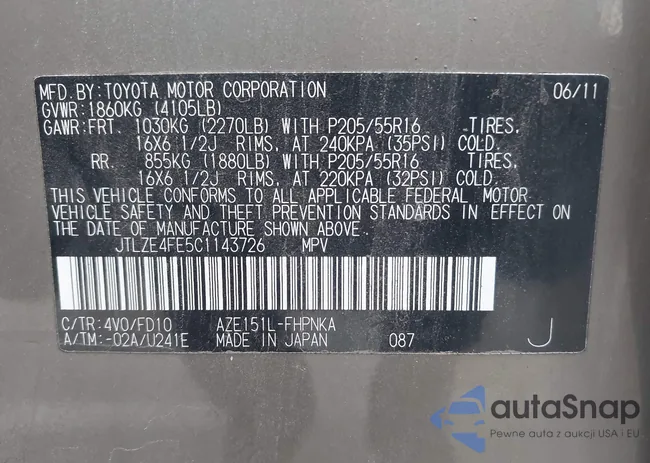 MFD.BY:TOYOTA MOTOR CORPORATION 06/11
GVWR:1860KG (4105LB)
GAWR:FRT. 1030KG (2270LB) WITH P205/55R16 TIRES.
16X6 1/2J RIMS, AT 240KPA (35PSI) COLD.
RR. 855KG (1880LB) WITH P205/55R16 TIRES.
16X6 1/2J RIMS, AT 220KPA (32PSI) COLD.
THIS VEHICLE CONFORMS TO ALL APPLICABLE FEDERAL MOTOR
VEHICLE SAFETY AND THEFT PREVENTION STANDARDS IN EFFECT ON
THE DATE OF MANUFACTURE SHOWN ABOVE.
JTLZE4FE5C1143726 MPV
C/TR:4V0/FD10 AZE151L-FHPNKA
A/TM:-02A/U241E MADE IN JAPAN 087 J
autoSnap
Pewne auta z aukcji USA i EU